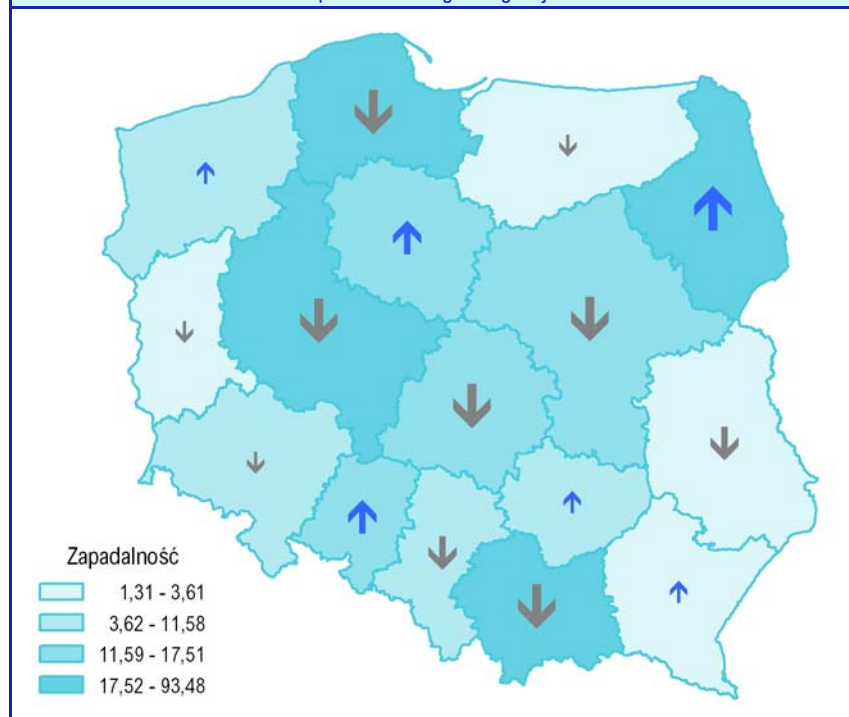 Zapadalność
1,31 - 3,61
3,62 - 11,58
11,59 - 17,51
17,52 - 93,48